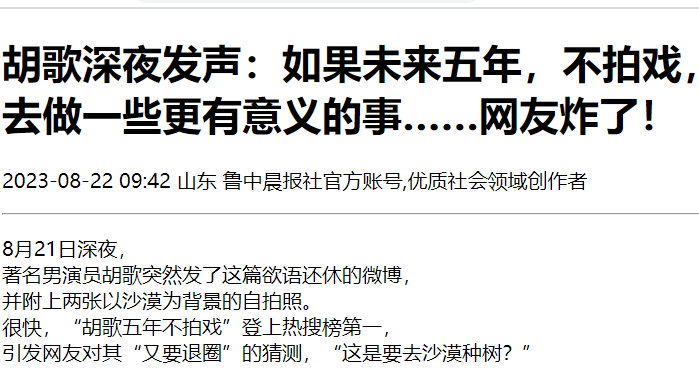 胡歌深夜发声：如果未来五年，不拍戏，
去做一些更有意义的事……网友炸了！
2023-08-22 09:42 山东 鲁中晨报社官方账号,优质社会领域创作者
8月21日深夜，
著名男演员胡歌突然发了这篇欲语还休的微博，
并附上两张以沙漠为背景的自拍照。
很快，“胡歌五年不拍戏”登上热搜榜第一，
引发网友对其“又要退圈”的猜测，“这是要去沙漠种树？”